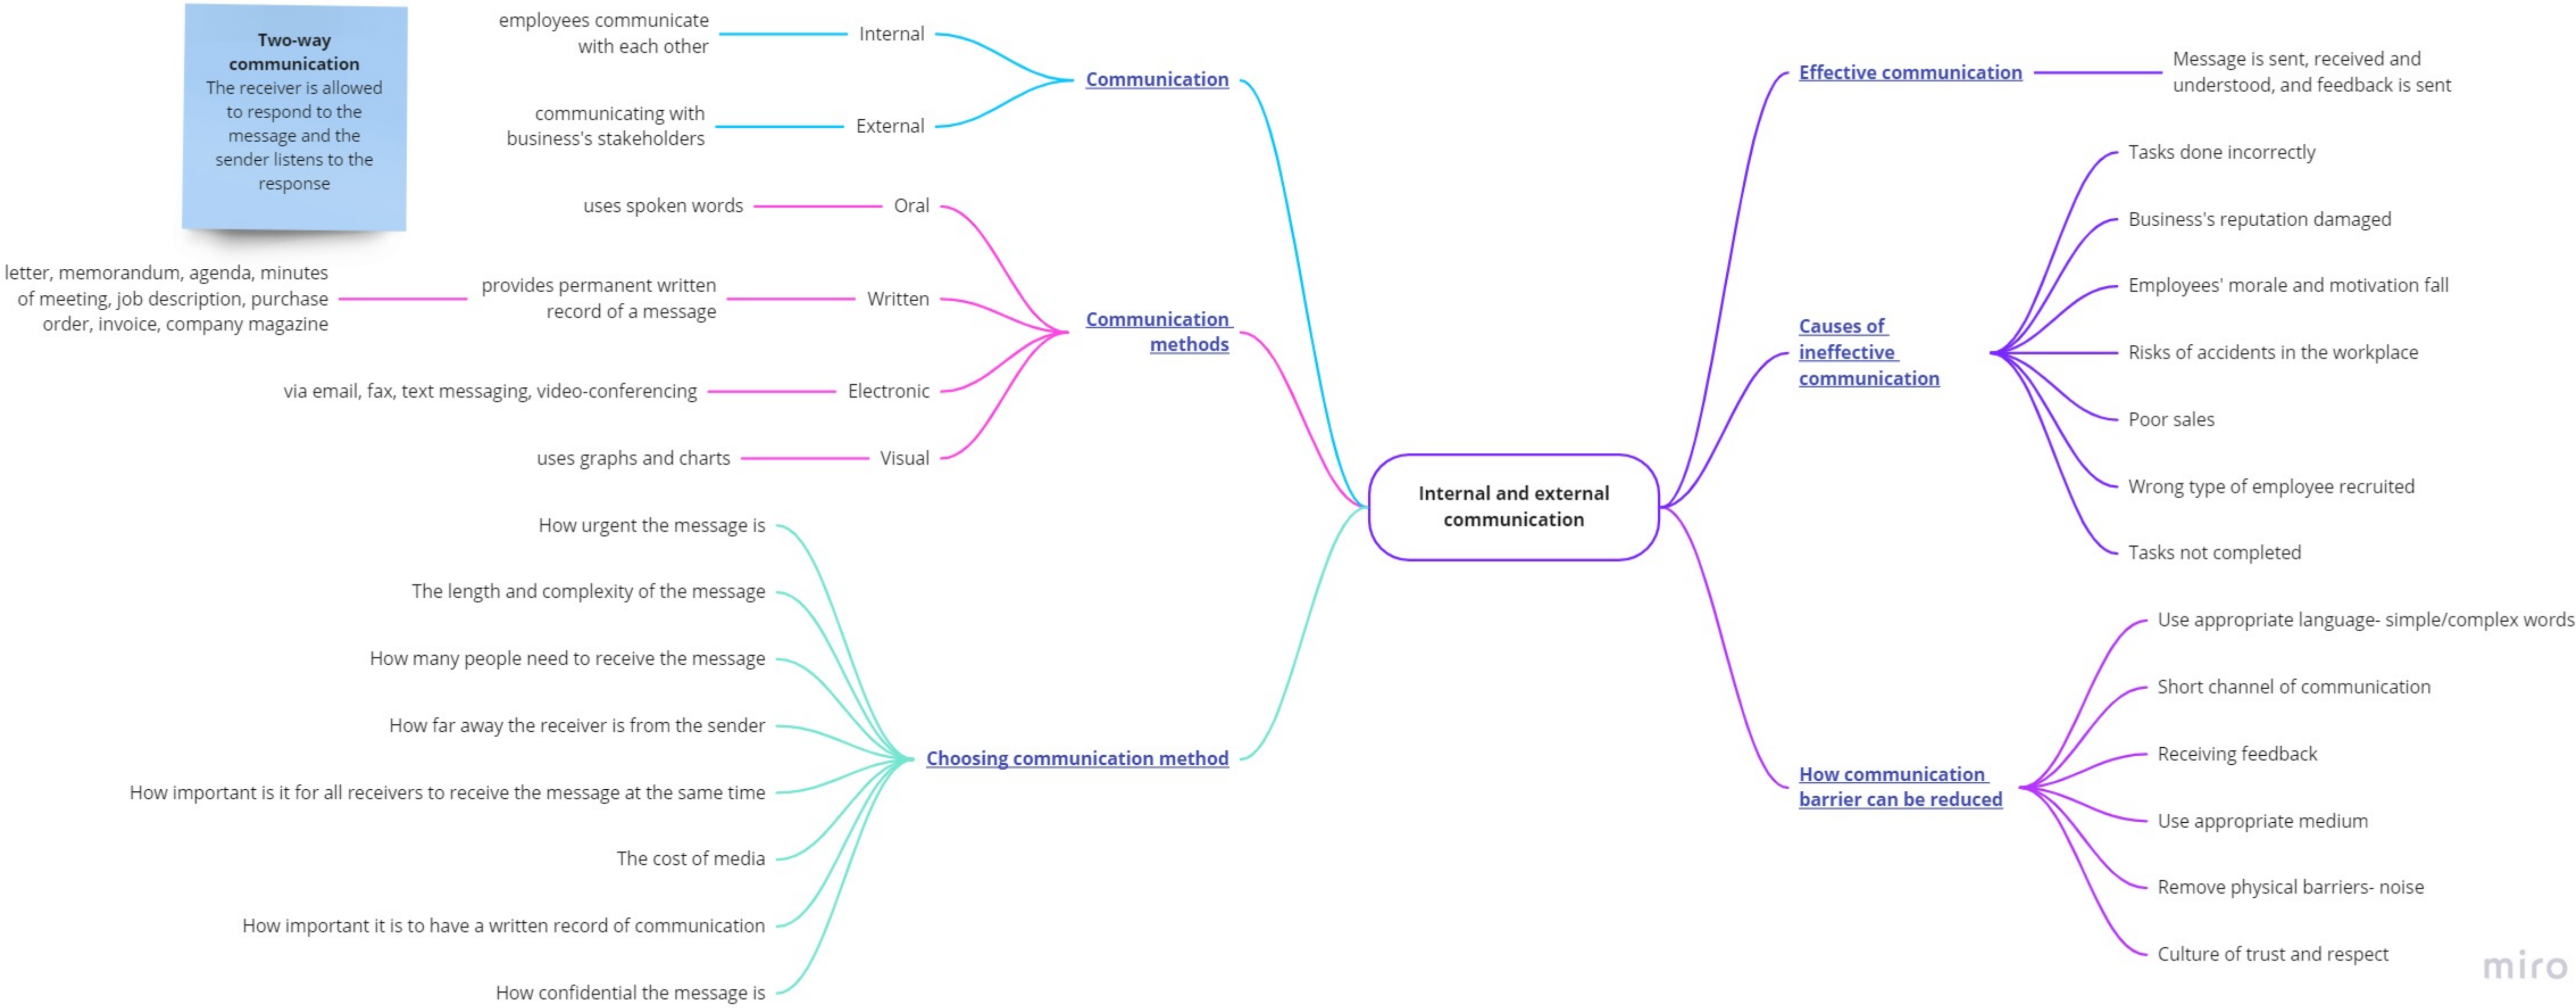 Two-way
communication
The receiver is allowed
to respond to the
message and the
sender listens to the
response
employees communicate
with each other
Internal
communicating with
business's stakeholders
External
Communication
uses spoken words
Oral
letter, memorandum, agenda, minutes
of meeting, job description, purchase
order, invoice, company magazine
provides permanent written
record of a message
Written
Communication
methods
via email, fax, text messaging, video-conferencing
Electronic
uses graphs and charts
Visual
How urgent the message is
The length and complexity of the message
How many people need to receive the message
How far away the receiver is from the sender
How important is it for all receivers to receive the message at the same time
The cost of media
How important it is to have a written record of communication
How confidential the message is
Choosing communication method
Internal and external
communication
Effective communication
Message is sent, received and
understood, and feedback is sent
Causes of
ineffective
communication
Tasks done incorrectly
Business's reputation damaged
Employees' morale and motivation fall
Risks of accidents in the workplace
Poor sales
Wrong type of employee recruited
Tasks not completed
How communication
barrier can be reduced
Use appropriate language- simple/complex words
Short channel of communication
Receiving feedback
Use appropriate medium
Remove physical barriers- noise
Culture of trust and respect
miro